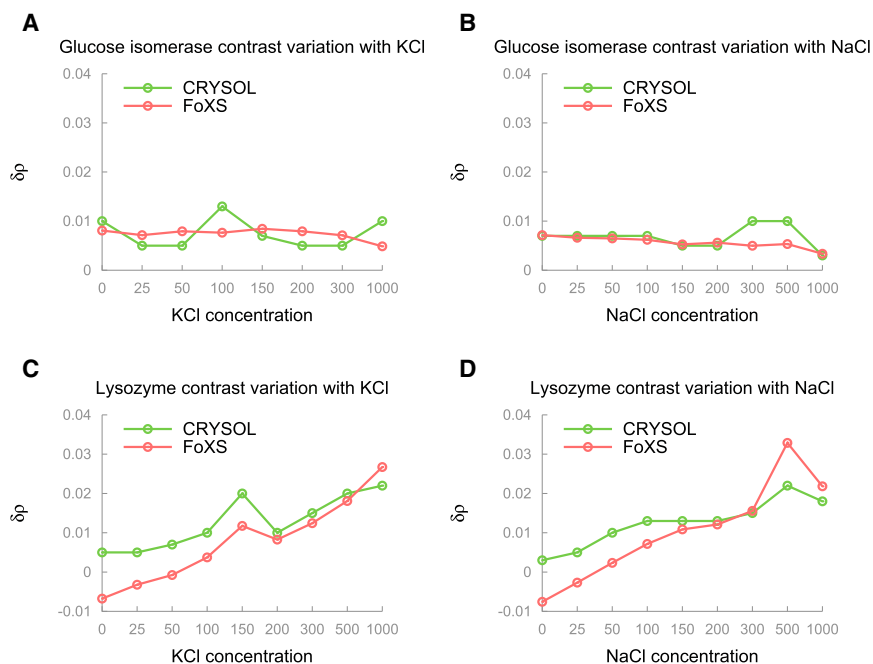 A
Glucose isomerase contrast variation with KCl
0.04
0.03
0.02
0.01
0
δρ
CRYSOL
FoXS
0 25 50 100 150 200 300 1000
KCl concentration
B
Glucose isomerase contrast variation with NaCl
0.04
0.03
0.02
0.01
0
δρ
CRYSOL
FoXS
0 25 50 100 150 200 300 500 1000
NaCl concentration
C
Lysozyme contrast variation with KCl
0.04
0.03
0.02
0.01
0
-0.01
δρ
CRYSOL
FoXS
0 25 50 100 150 200 300 500 1000
KCl concentration
D
Lysozyme contrast variation with NaCl
0.04
0.03
0.02
0.01
0
-0.01
δρ
CRYSOL
FoXS
0 25 50 100 150 200 300 500 1000
NaCl concentration